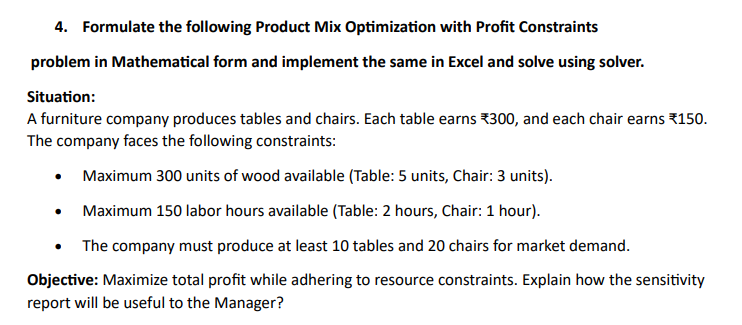 4. Formulate the following Product Mix Optimization with Profit Constraints
problem in Mathematical form and implement the same in Excel and solve using solver.
Situation:
A furniture company produces tables and chairs. Each table earns ₹300, and each chair earns ₹150.
The company faces the following constraints:
• Maximum 300 units of wood available (Table: 5 units, Chair: 3 units).
• Maximum 150 labor hours available (Table: 2 hours, Chair: 1 hour).
• The company must produce at least 10 tables and 20 chairs for market demand.
Objective: Maximize total profit while adhering to resource constraints. Explain how the sensitivity
report will be useful to the Manager?